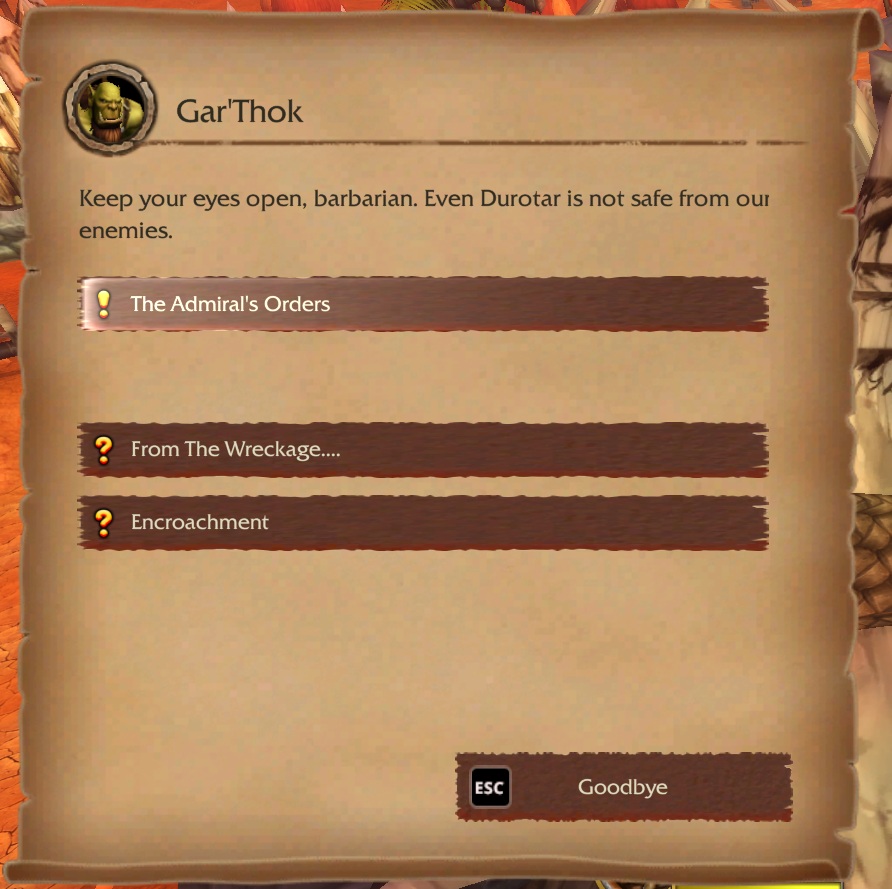 Gar'Thok
Keep your eyes open, barbarian. Even Durotar is not safe from our
enemies.
The Admiral's Orders
From The Wreckage....
Encroachment
ESC Goodbye